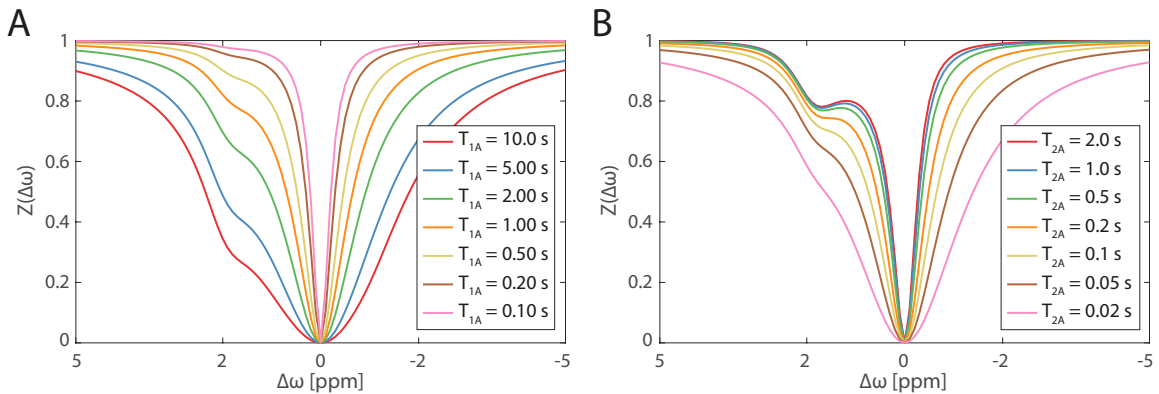 A
1
0.8
0.6
0.4
0.2
0
Z(Δω)
5
2
0
-2
-5
Δω [ppm]
T1A = 10.0 s
T1A = 5.00 s
T1A = 2.00 s
T1A = 1.00 s
T1A = 0.50 s
T1A = 0.20 s
T1A = 0.10 s
B
1
0.8
0.6
0.4
0.2
0
Z(Δω)
5
2
0
-2
-5
Δω [ppm]
T2A = 2.0 s
T2A = 1.0 s
T2A = 0.5 s
T2A = 0.2 s
T2A = 0.1 s
T2A = 0.05 s
T2A = 0.02 s